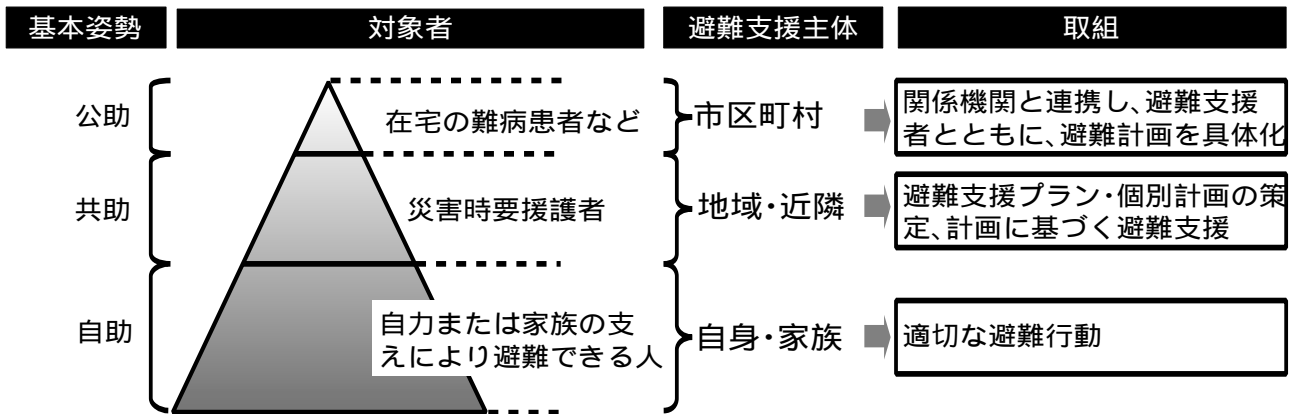 基本姿勢
対象者
避難支援主体
取組
公助
在宅の難病患者など
市区町村
関係機関と連携し、避難支援
者とともに、避難計画を具体化
共助
災害時要援護者
地域・近隣
避難支援プラン・個別計画の策
定、計画に基づく避難支援
自助
自力または家族の支
えにより避難できる人
自身・家族
適切な避難行動